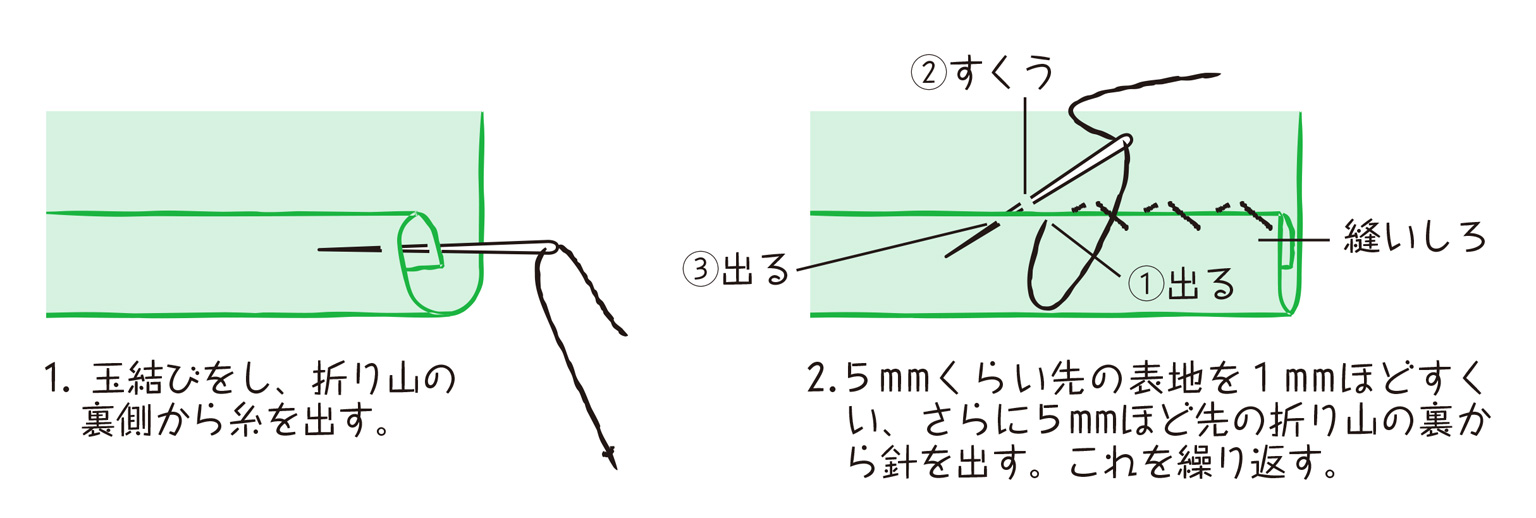 1. 玉結びをし、折り山の
裏側から糸を出す。
②すくう
③出る
①出る
縫いしろ
2.5mmくらい先の表地を1mmほどすく
い、さらに5mmほど先の折り山の裏か
ら針を出す。これを繰り返す。